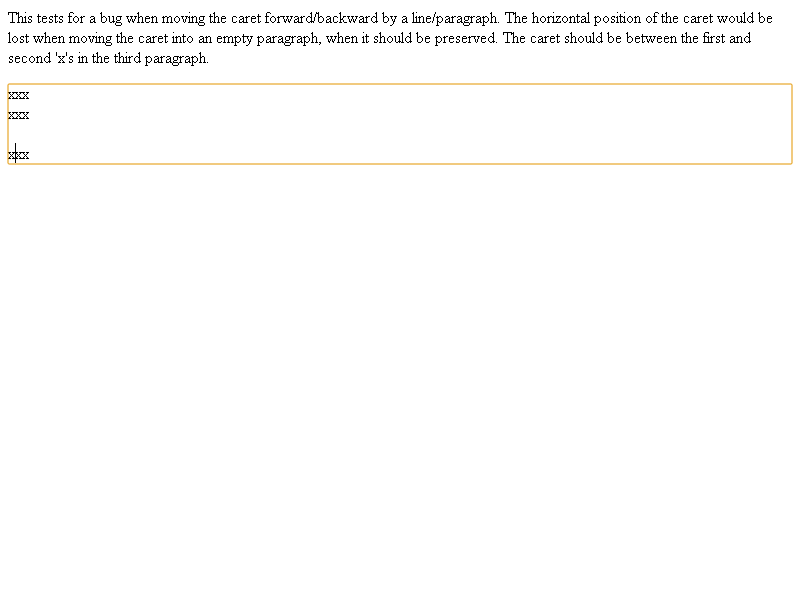 This tests for a bug when moving the caret forward/backward by a line/paragraph. The horizontal position of the caret would be
lost when moving the caret into an empty paragraph, when it should be preserved. The caret should be between the first and
second 'x's in the third paragraph.
xxx
xxx
xxx